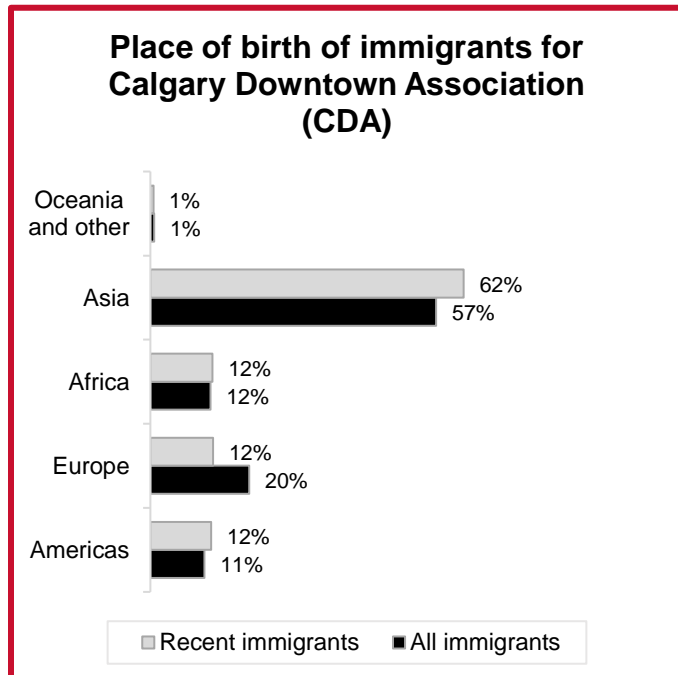 Place of birth of immigrants for
Calgary Downtown Association
(CDA)
Oceania
and other
1%
1%
Asia
62%
57%
Africa
12%
12%
Europe
12%
20%
Americas
12%
11%
Recent immigrants
All immigrants